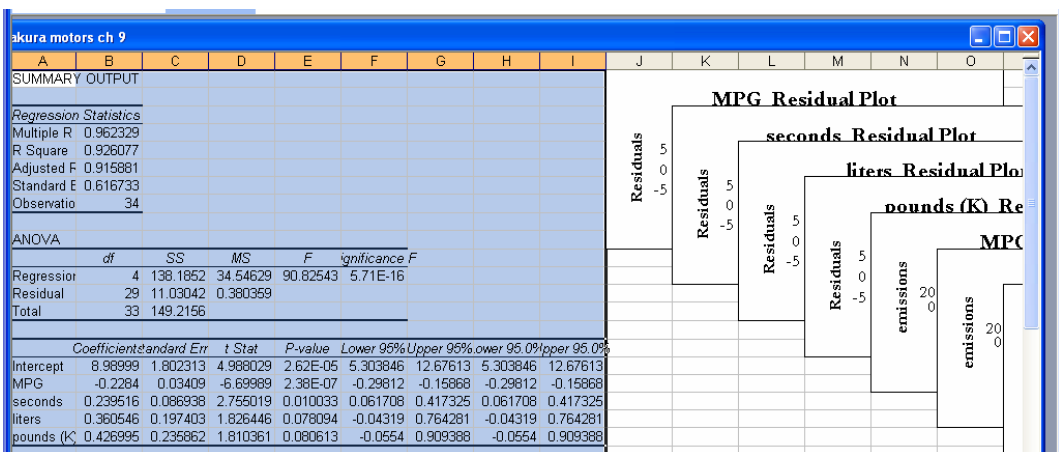 akura motors ch 9
A B C D E F G H I J K L M N O
SUMMARY OUTPUT
Regression Statistics
Multiple R 0.962329
R Square 0.926077
Adjusted F 0.915881
Standard E 0.616733
Observatio 34
ANOVA
df SS MS F ignificance F
Regression 4 138.1852 34.54629 90.82543 5.71E-16
Residual 29 11.03042 0.380359
Total 33 149.2156
Coefficients tandard Err t Stat P-value Lower 95% Upper 95% ower 95.0% Ipper 95.0%
Intercept 8.98999 1.802313 4.988029 2.62E-05 5.303846 12.67613 5.303846 12.67613
MPG -0.2284 0.03409 -6.69989 2.38E-07 -0.29812 -0.15868 -0.29812 -0.15868
seconds 0.239516 0.086938 2.755019 0.010033 0.061708 0.417325 0.061708 0.417325
liters 0.360546 0.197403 1.826446 0.078094 -0.04319 0.764281 -0.04319 0.764281
pounds (K) 0.426995 0.235862 1.810361 0.080613 -0.0554 0.909388 -0.0554 0.909388
MPG Residual Plot
Residuals
5
0
-5
seconds Residual Plot
Residuals
5
0
-5
liters Residual Plo
Residuals
5
0
-5
pounds (K) Re
Residuals
5
0
-5
MPG
emissions
20
0
emissions
20
0